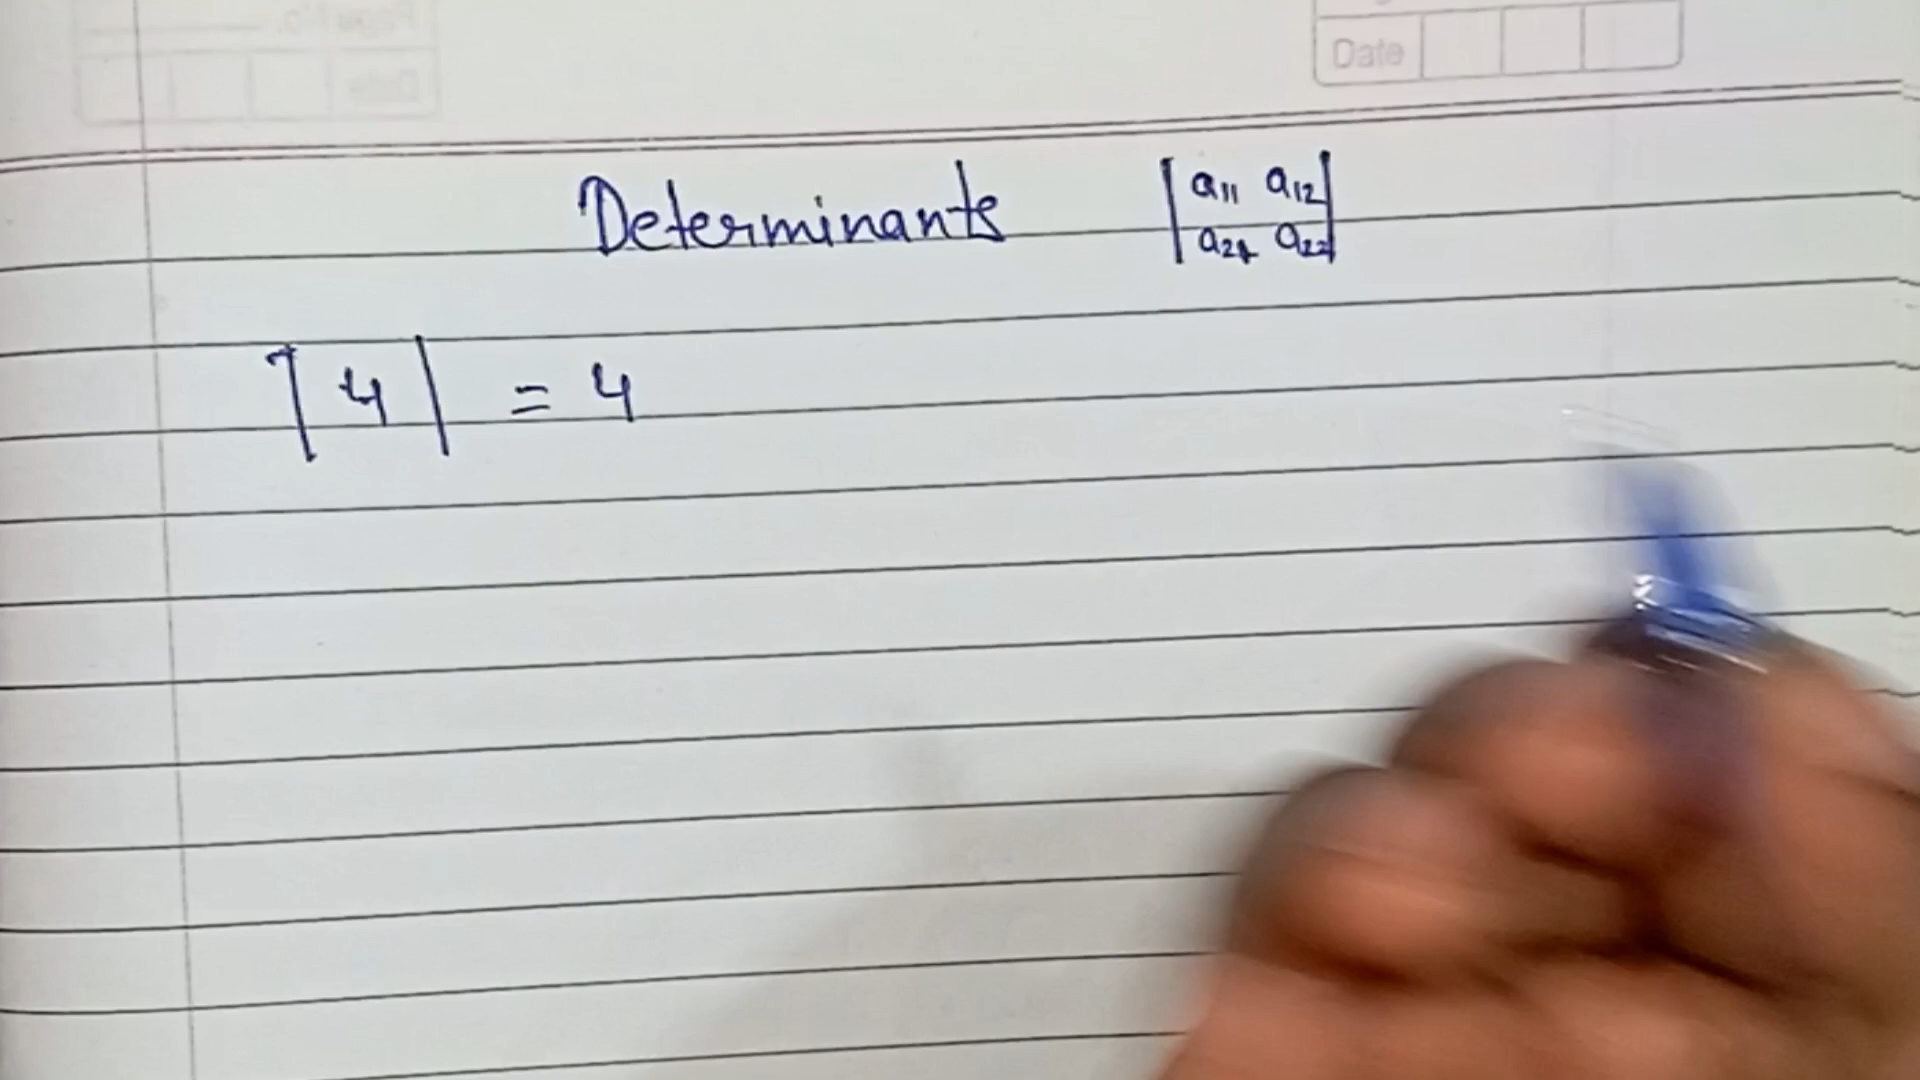 Date
Determinants |a11 a12|
|a21 a22|
|4| = 4